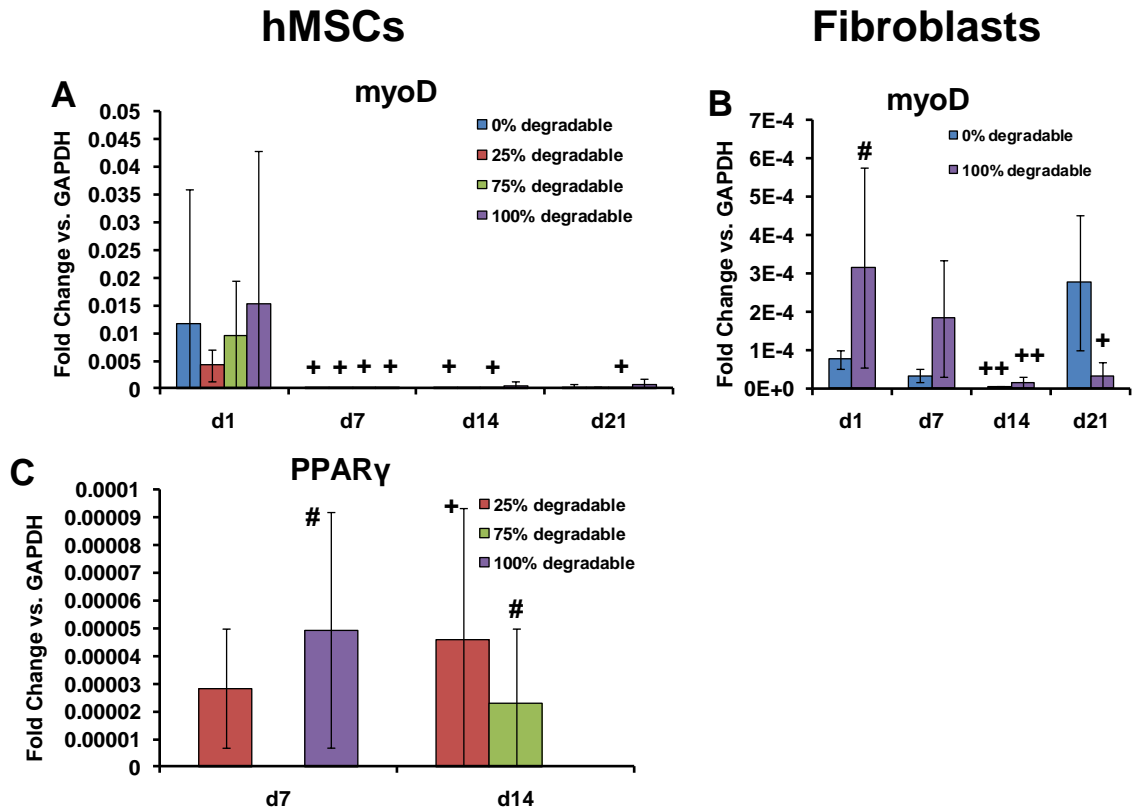 hMSCs
Fibroblasts
A
myoD
Fold Change vs. GAPDH
0.05
0.045
0.04
0.035
0.03
0.025
0.02
0.015
0.01
0.005
0
0% degradable
25% degradable
75% degradable
100% degradable
+ + + + + + +
d1 d7 d14 d21
B
myoD
Fold Change vs. GAPDH
7E-4
6E-4
5E-4
4E-4
3E-4
2E-4
1E-4
0E+0
0% degradable
100% degradable
#
++ ++ +
d1 d7 d14 d21
C
PPARγ
Fold Change vs. GAPDH
0.0001
0.00009
0.00008
0.00007
0.00006
0.00005
0.00004
0.00003
0.00002
0.00001
0
25% degradable
75% degradable
100% degradable
# + #
d7 d14